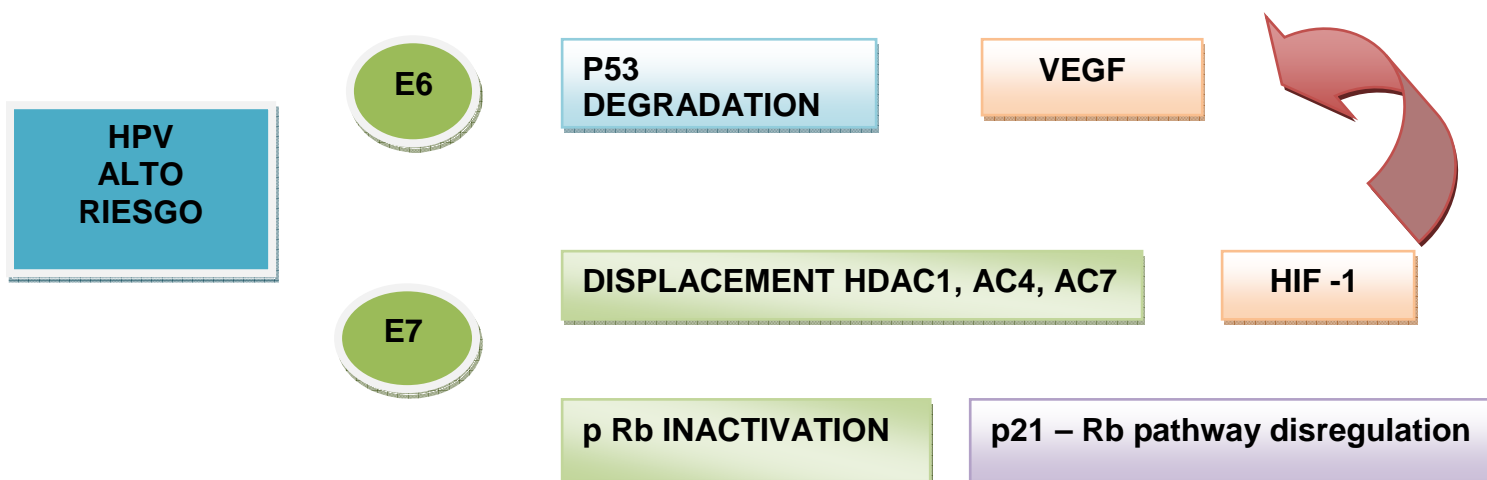 HPV
ALTO
RIESGO
E6
P53
DEGRADATION
VEGF
E7
DISPLACEMENT HDAC1, AC4, AC7
HIF -1
p Rb INACTIVATION
p21 – Rb pathway disregulation